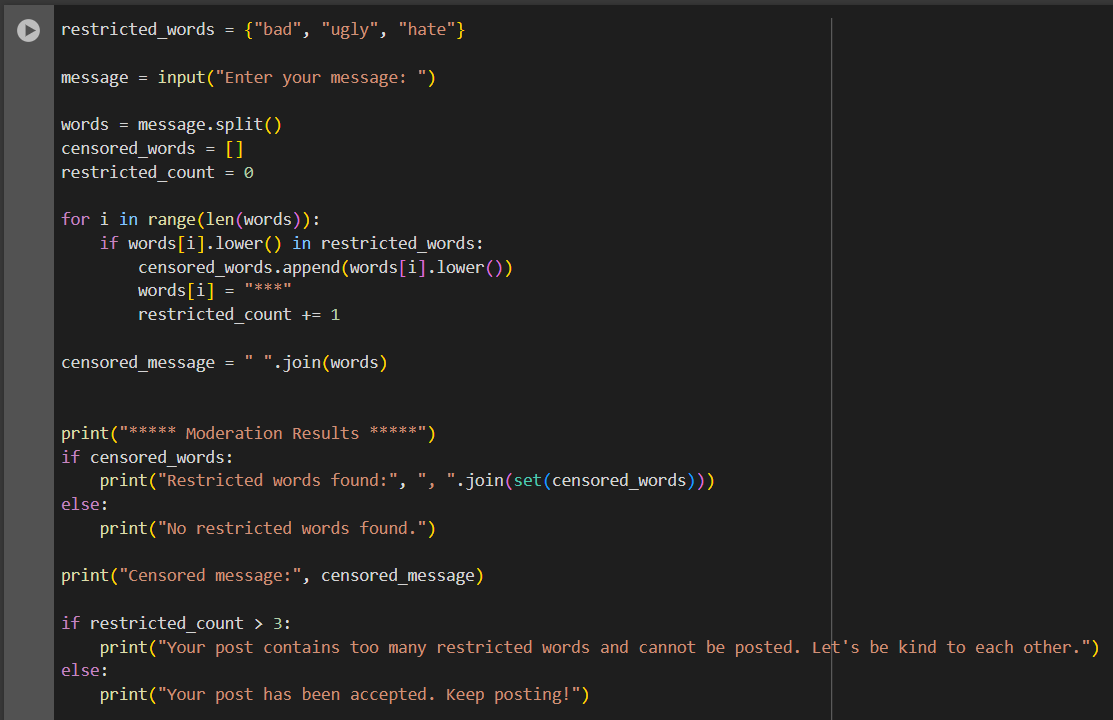 restricted_words = {"bad", "ugly", "hate"}
message = input("Enter your message: ")
words = message.split()
censored_words = []
restricted_count = 0
for i in range(len(words)):
    if words[i].lower() in restricted_words:
        censored_words.append(words[i].lower())
        words[i] = "***"
        restricted_count += 1
censored_message = " ".join(words)
print("***** Moderation Results *****")
if censored_words:
    print("Restricted words found:", ", ".join(set(censored_words)))
else:
    print("No restricted words found.")
print("Censored message:", censored_message)
if restricted_count > 3:
    print("Your post contains too many restricted words and cannot be posted. Let's be kind to each other.")
else:
    print("Your post has been accepted. Keep posting!")